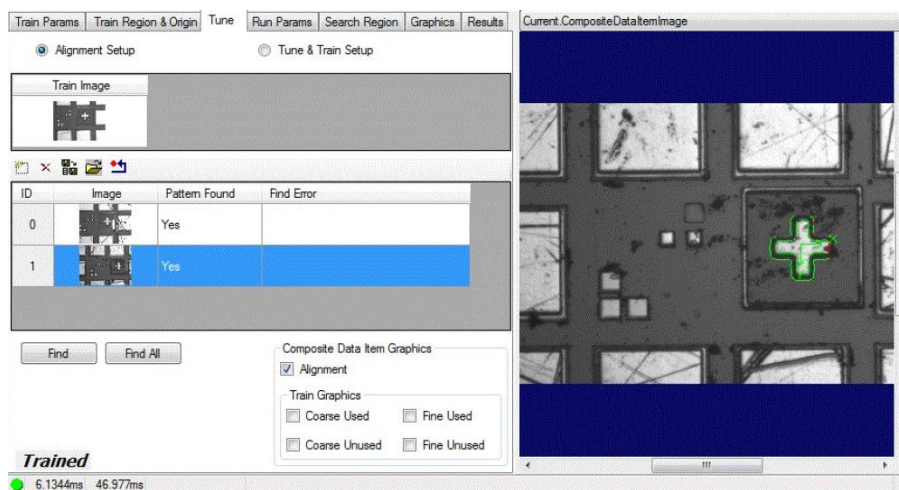 Train Params Train Region & Origin Tune Run Params Search Region Graphics Results Current.CompositeDataItemImage
Alignment Setup Tune & Train Setup
Train Image
ID Image Pattern Found Find Error
0 Yes
1 Yes
Find Find All
Composite Data Item Graphics
Alignment
Train Graphics
Coarse Used Fine Used
Coarse Unused Fine Unused
Trained
6.1344ms 46.977ms